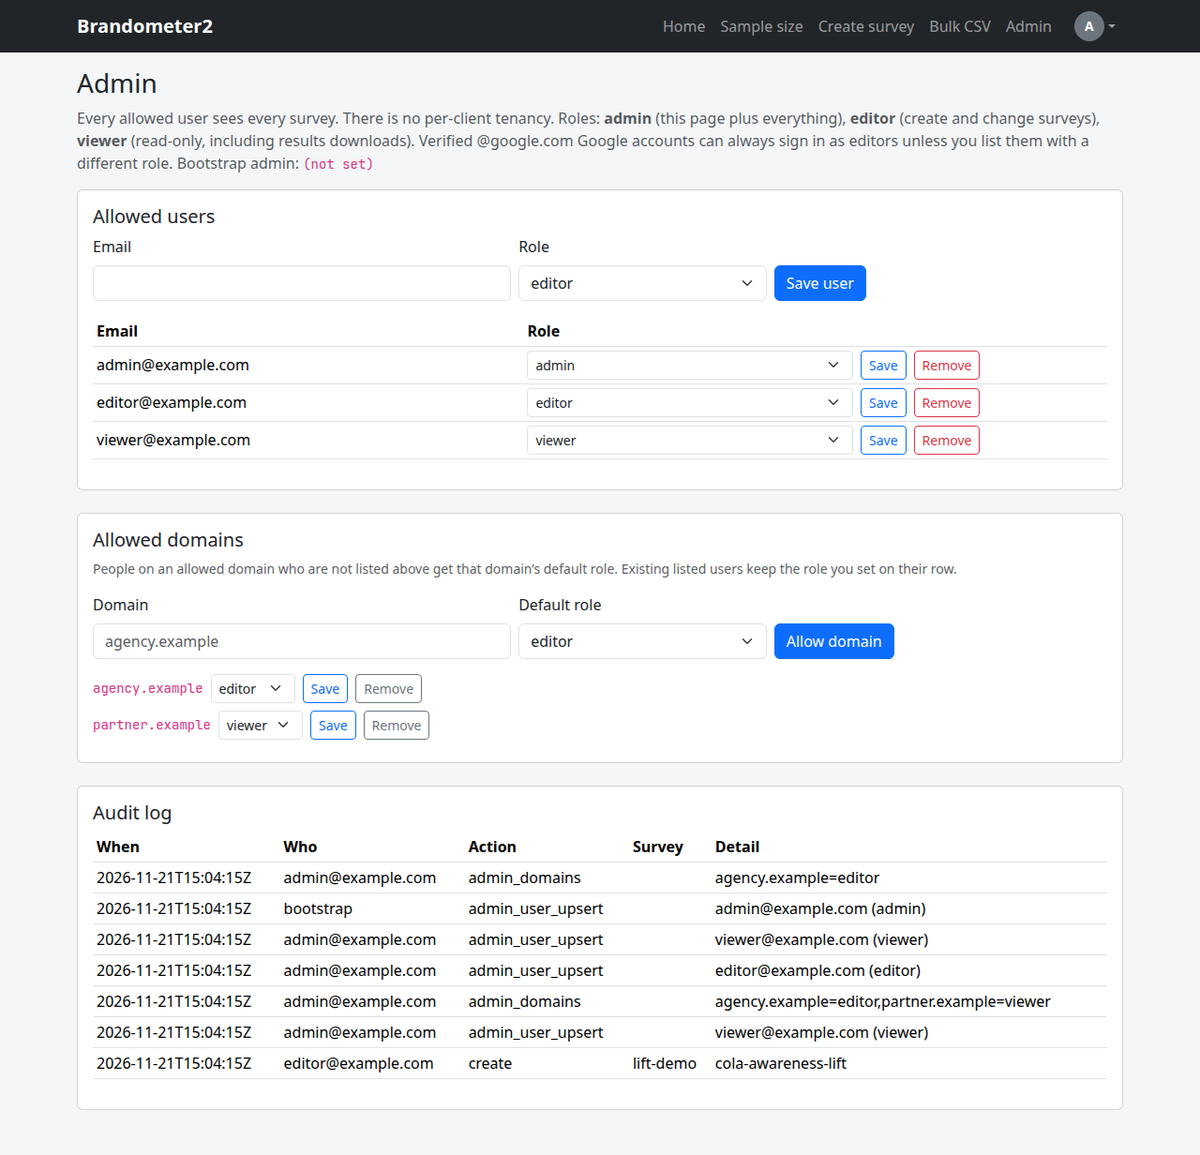 Brandometer2 Home Sample size Create survey Bulk CSV Admin A
Admin
Every allowed user sees every survey. There is no per-client tenancy. Roles: admin (this page plus everything), editor (create and change surveys),
viewer (read-only, including results downloads). Verified @google.com Google accounts can always sign in as editors unless you list them with a
different role. Bootstrap admin: (not set)
Allowed users
Email Role
editor Save user
Email Role
admin@example.com admin Save Remove
editor@example.com editor Save Remove
viewer@example.com viewer Save Remove
Allowed domains
People on an allowed domain who are not listed above get that domain's default role. Existing listed users keep the role you set on their row.
Domain Default role
agency.example editor Allow domain
agency.example editor Save Remove
partner.example viewer Save Remove
Audit log
When Who Action Survey Detail
2026-11-21T15:04:15Z admin@example.com admin_domains agency.example=editor
2026-11-21T15:04:15Z bootstrap admin_user_upsert admin@example.com (admin)
2026-11-21T15:04:15Z admin@example.com admin_user_upsert viewer@example.com (viewer)
2026-11-21T15:04:15Z admin@example.com admin_user_upsert editor@example.com (editor)
2026-11-21T15:04:15Z admin@example.com admin_domains agency.example=editor,partner.example=viewer
2026-11-21T15:04:15Z admin@example.com admin_user_upsert viewer@example.com (viewer)
2026-11-21T15:04:15Z editor@example.com create lift-demo cola-awareness-lift